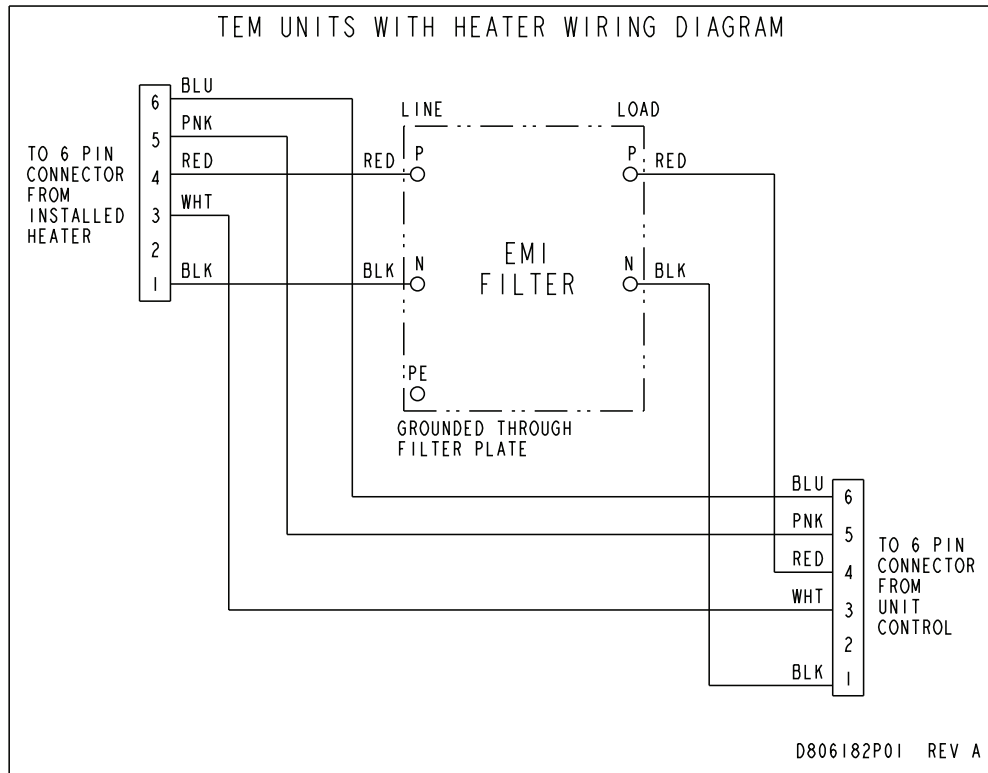 TEM UNITS WITH HEATER WIRING DIAGRAM
TO 6 PIN
CONNECTOR
FROM
INSTALLED
HEATER
6
5
4
3
2
1
BLU
PNK
RED
WHT
BLK
LINE
LOAD
RED
P
P
RED
BLK
N
N
BLK
EMI
FILTER
PE
GROUNDED THROUGH
FILTER PLATE
BLU
PNK
RED
WHT
BLK
6
5
4
3
2
1
TO 6 PIN
CONNECTOR
FROM
UNIT
CONTROL
D806182P01 REV A